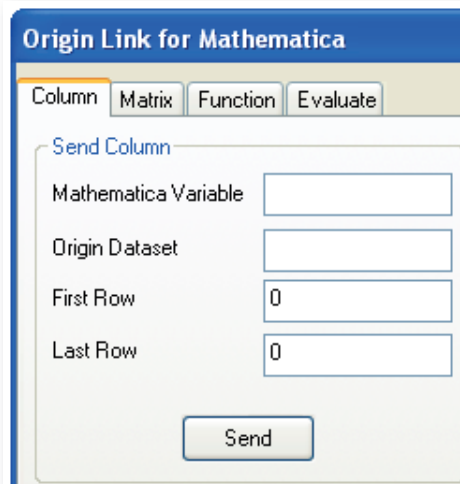 Origin Link for Mathematica
Column Matrix Function Evaluate
Send Column
Mathematica Variable
Origin Dataset
First Row 0
Last Row 0
Send